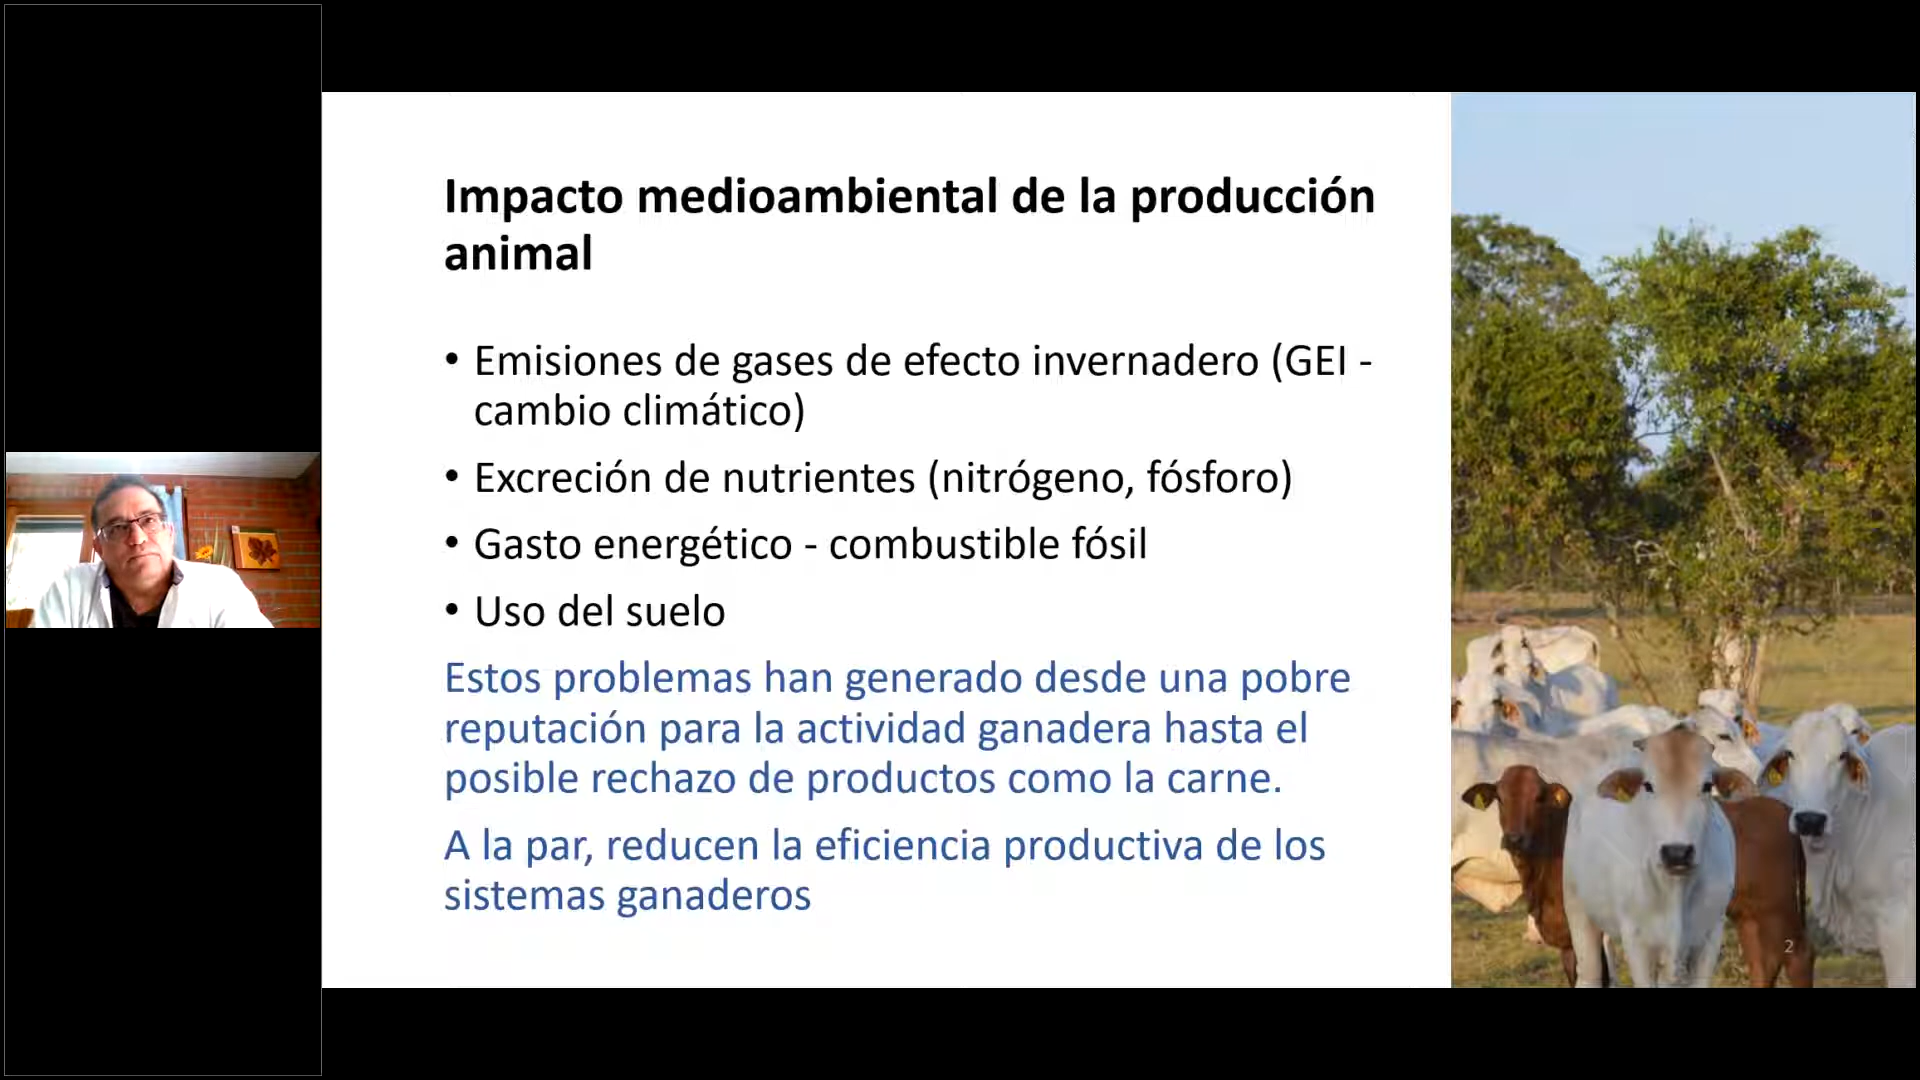 Impacto medioambiental de la producción
animal
• Emisiones de gases de efecto invernadero (GEI -
cambio climático)
• Excreción de nutrientes (nitrógeno, fósforo)
• Gasto energético - combustible fósil
• Uso del suelo
Estos problemas han generado desde una pobre
reputación para la actividad ganadera hasta el
posible rechazo de productos como la carne.
A la par, reducen la eficiencia productiva de los
sistemas ganaderos
2